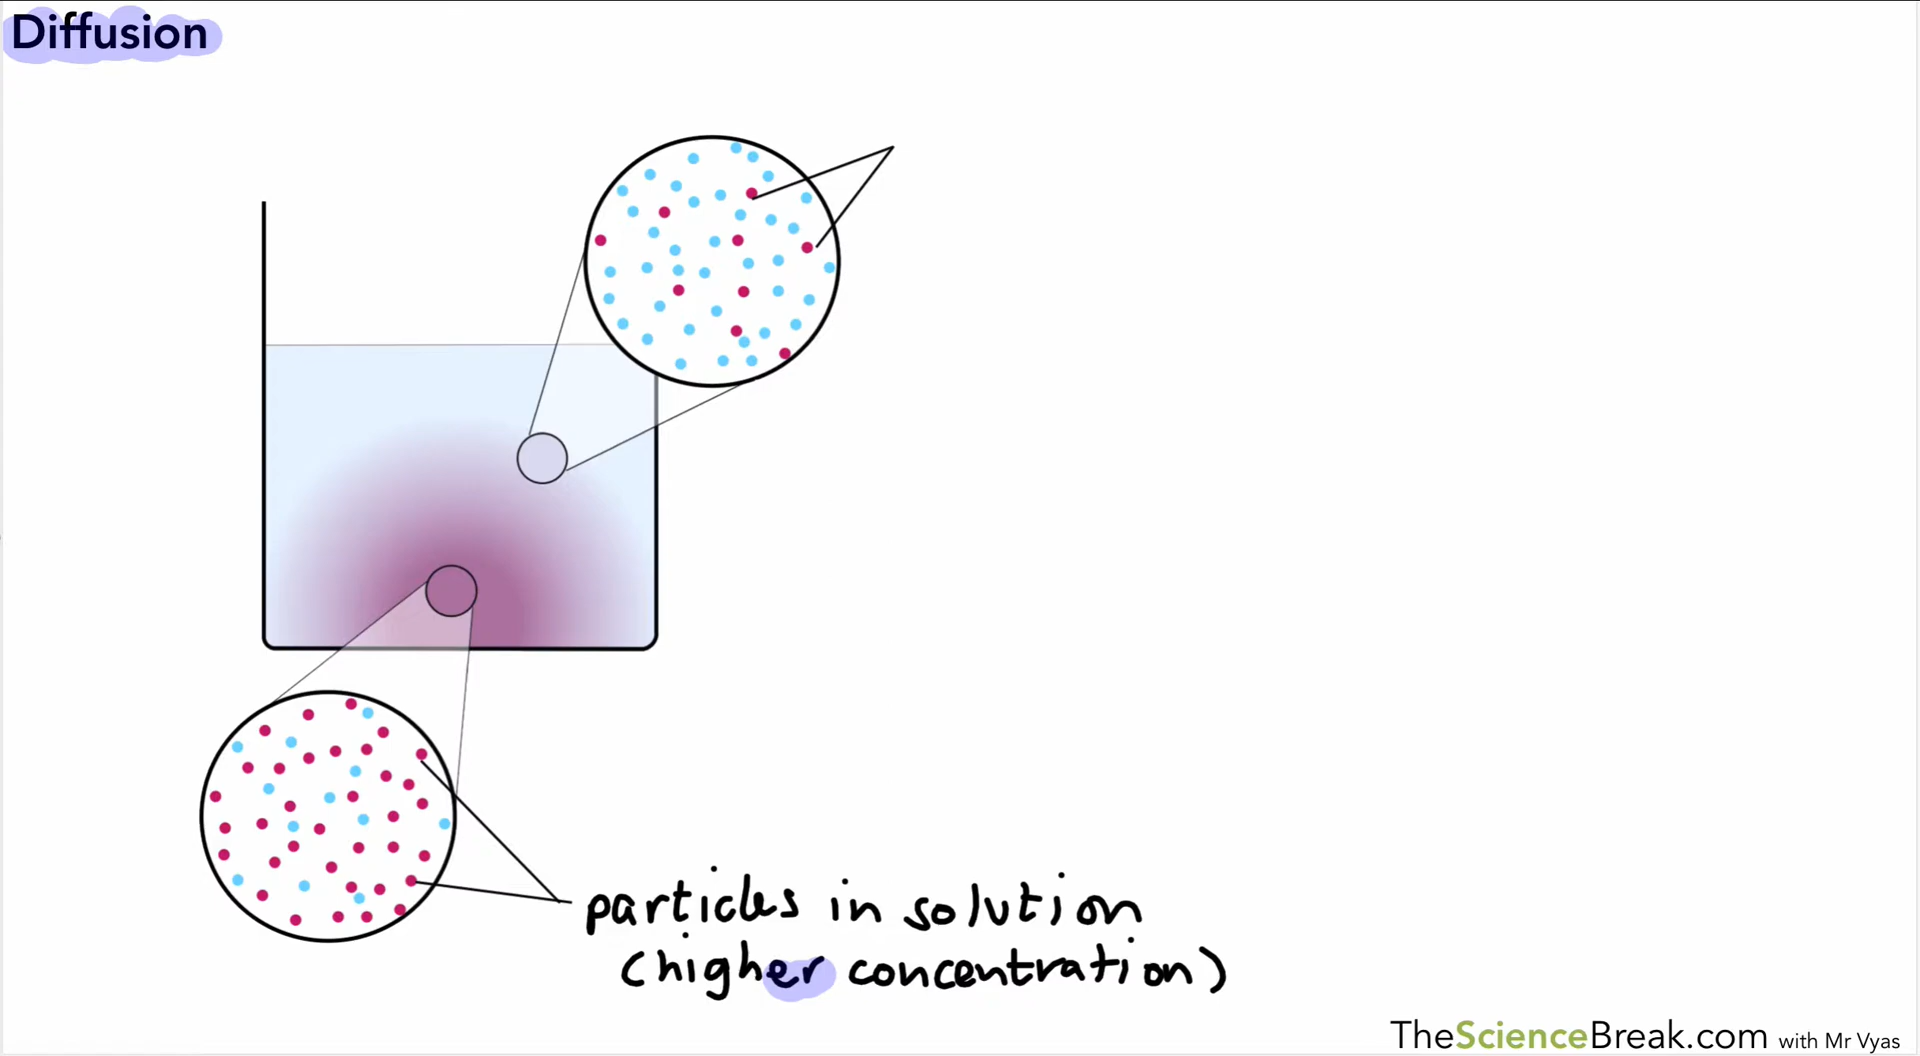 Diffusion
particles in solution
(higher concentration)
TheScienceBreak.com with Mr Vyas